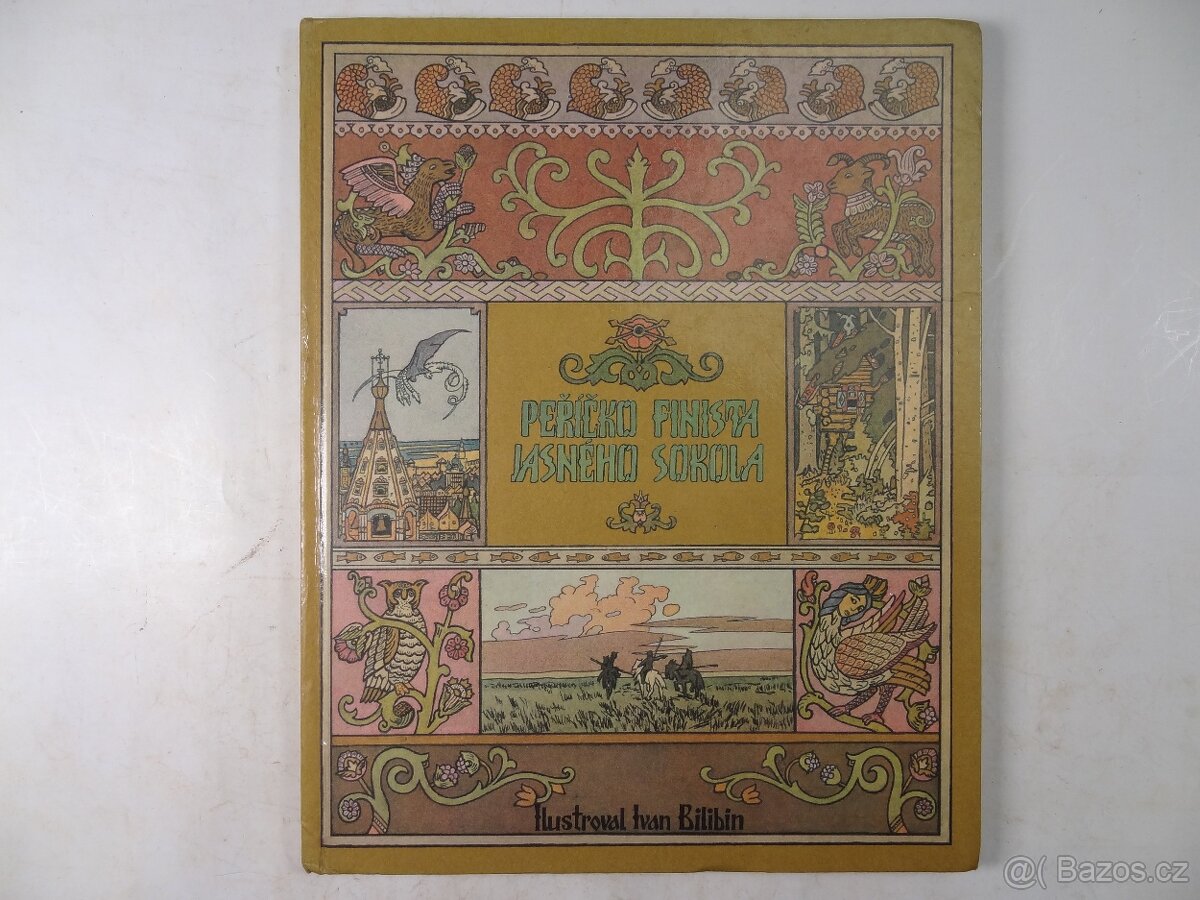 PEŘÍČKO FINISTA
JASNÉHO SOKOLA
Ilustroval Ivan Bilibin
@( Bazos.cz